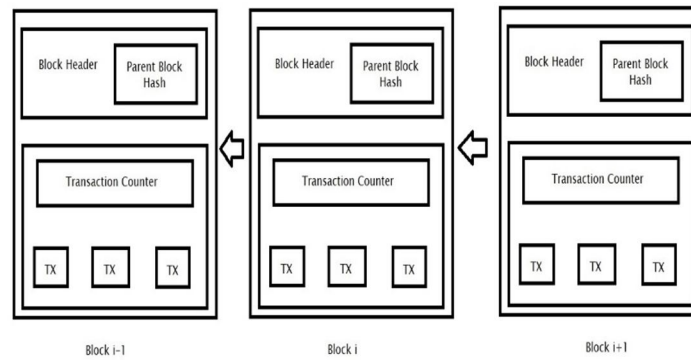 Block Header
Parent Block
Hash
Transaction Counter
TX TX TX
Block i-1
Block Header
Parent Block
Hash
Transaction Counter
TX TX TX
Block i
Block Header
Parent Block
Hash
Transaction Counter
TX TX TX
Block i+1